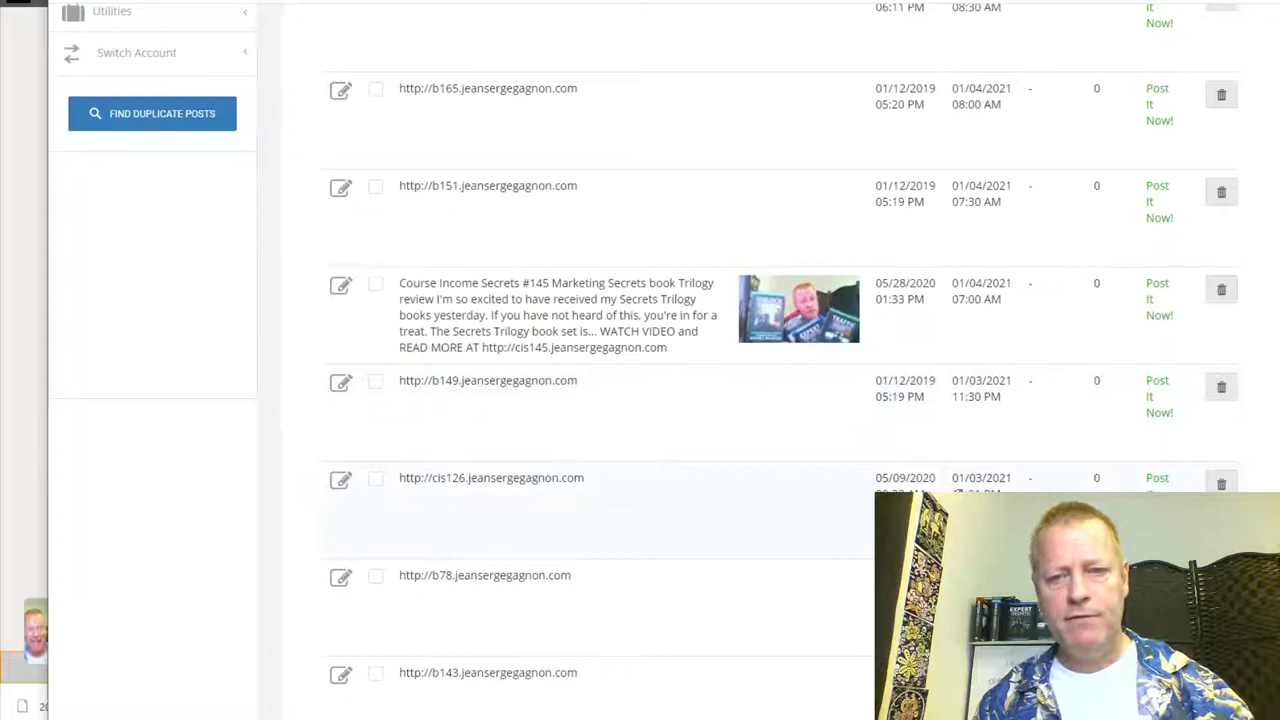 Utilities
Switch Account
FIND DUPLICATE POSTS
06:11 PM
08:30 AM
It
Now!
http://b165.jeansergegagnon.com
01/12/2019
05:20 PM
01/04/2021
08:00 AM
-
0
Post
It
Now!
http://b151.jeansergegagnon.com
01/12/2019
05:19 PM
01/04/2021
07:30 AM
-
0
Post
It
Now!
Course Income Secrets #145 Marketing Secrets book Trilogy
review I'm so excited to have received my Secrets Trilogy
books yesterday. If you have not heard of this, you're in for a
treat. The Secrets Trilogy book set is... WATCH VIDEO and
READ MORE AT http://cis145.jeansergegagnon.com
EXPERT
TRAFFIC
05/28/2020
01:33 PM
01/04/2021
07:00 AM
-
0
Post
It
Now!
http://b149.jeansergegagnon.com
01/12/2019
05:19 PM
01/03/2021
11:30 PM
-
0
Post
It
Now!
http://cis126.jeansergegagnon.com
05/09/2020
01/03/2021
-
0
Post
http://b78.jeansergegagnon.com
http://b143.jeansergegagnon.com
EXPERT